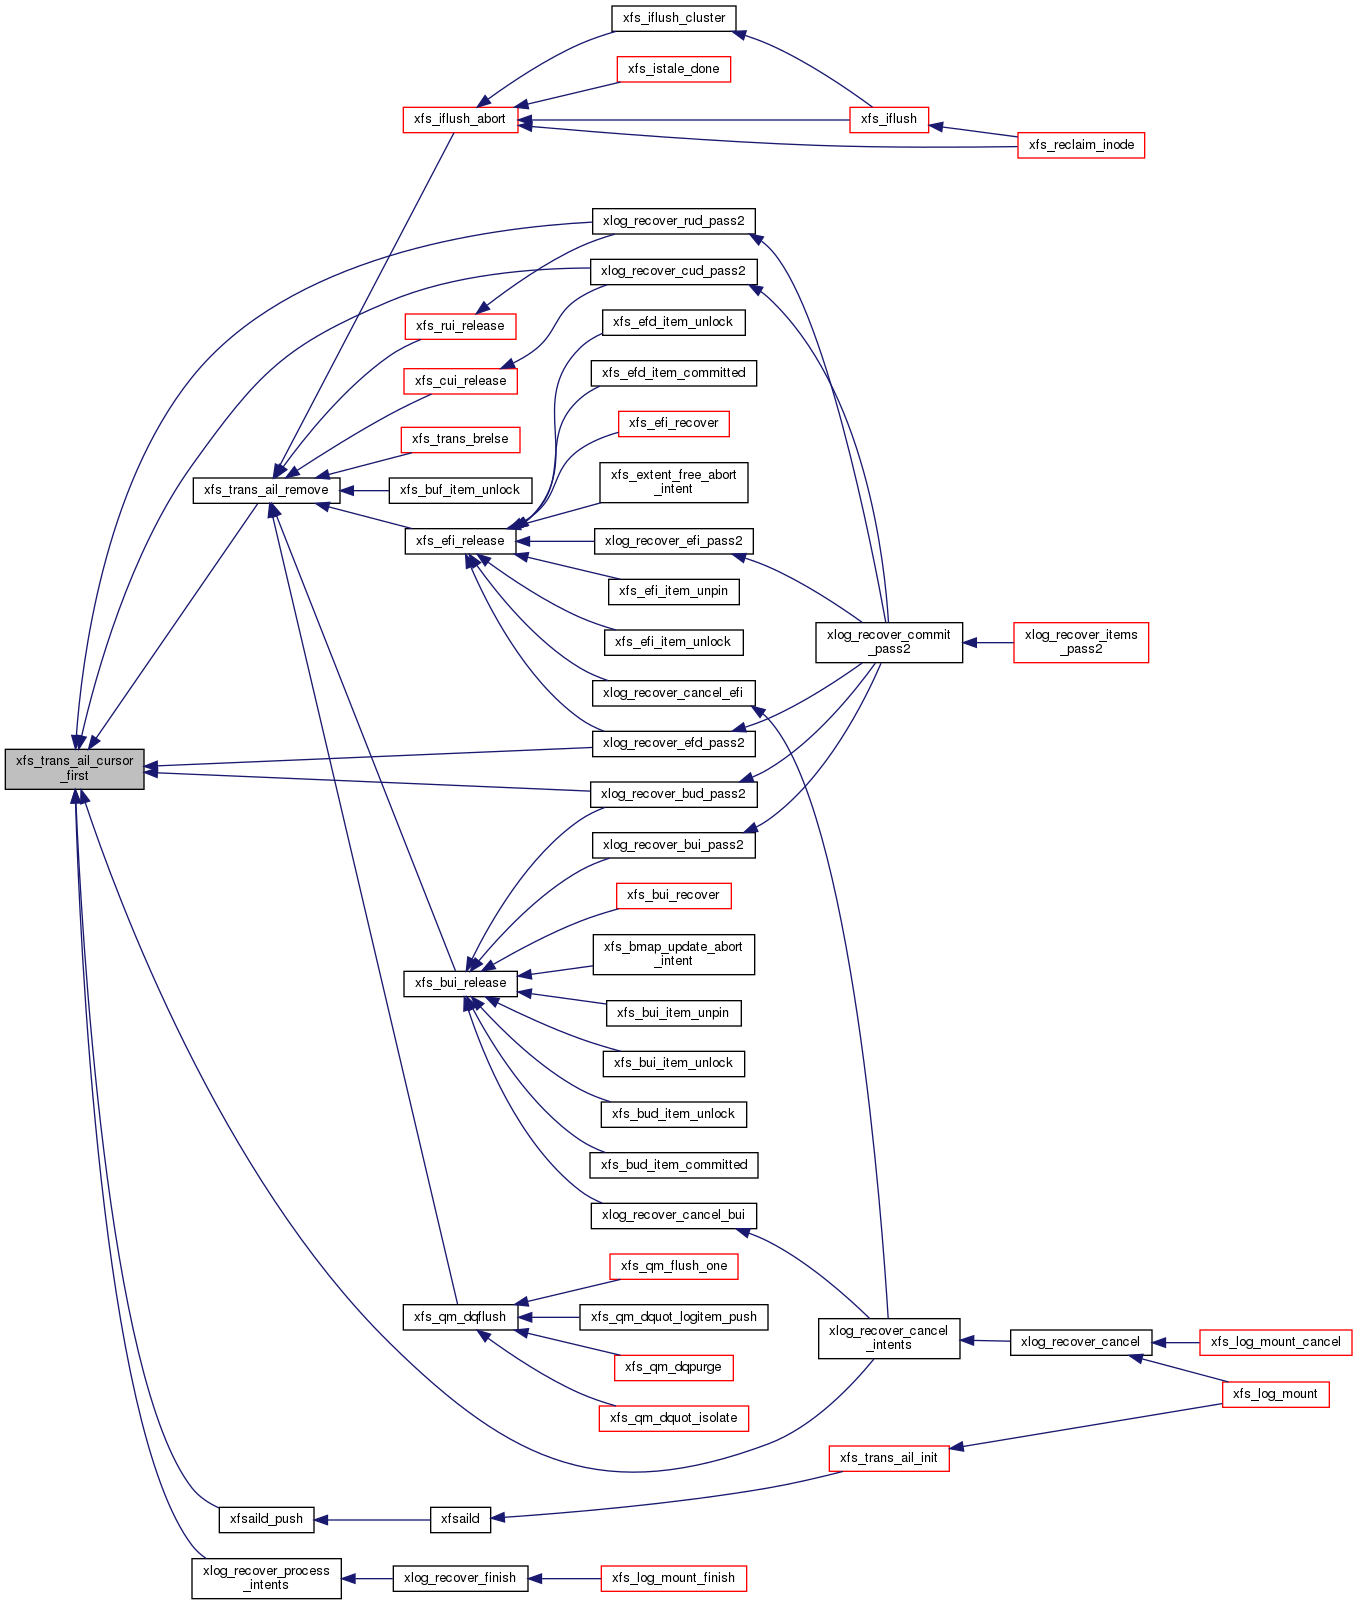 xfs_iflush_cluster
xfs_istale_done
xfs_iflush_abort
xfs_iflush
xfs_reclaim_inode
xlog_recover_rud_pass2
xlog_recover_cud_pass2
xfs_efd_item_unlock
xfs_rui_release
xfs_efd_item_committed
xfs_cui_release
xfs_efi_recover
xfs_trans_brelse
xfs_extent_free_abort
_intent
xfs_trans_ail_remove
xfs_buf_item_unlock
xfs_efi_release
xlog_recover_efi_pass2
xfs_efi_item_unpin
xfs_efi_item_unlock
xlog_recover_commit
_pass2
xlog_recover_items
_pass2
xlog_recover_cancel_efi
xlog_recover_efd_pass2
xfs_trans_ail_cursor
_first
xlog_recover_bud_pass2
xlog_recover_bui_pass2
xfs_bui_recover
xfs_bmap_update_abort
_intent
xfs_bui_release
xfs_bui_item_unpin
xfs_bui_item_unlock
xfs_bud_item_unlock
xfs_bud_item_committed
xlog_recover_cancel_bui
xfs_qm_flush_one
xfs_qm_dqflush
xfs_qm_dquot_logitem_push
xfs_qm_dqpurge
xfs_qm_dquot_isolate
xlog_recover_cancel
_intents
xlog_recover_cancel
xfs_log_mount_cancel
xfs_log_mount
xfs_trans_ail_init
xfsaild_push
xfsaild
xlog_recover_process
_intents
xlog_recover_finish
xfs_log_mount_finish